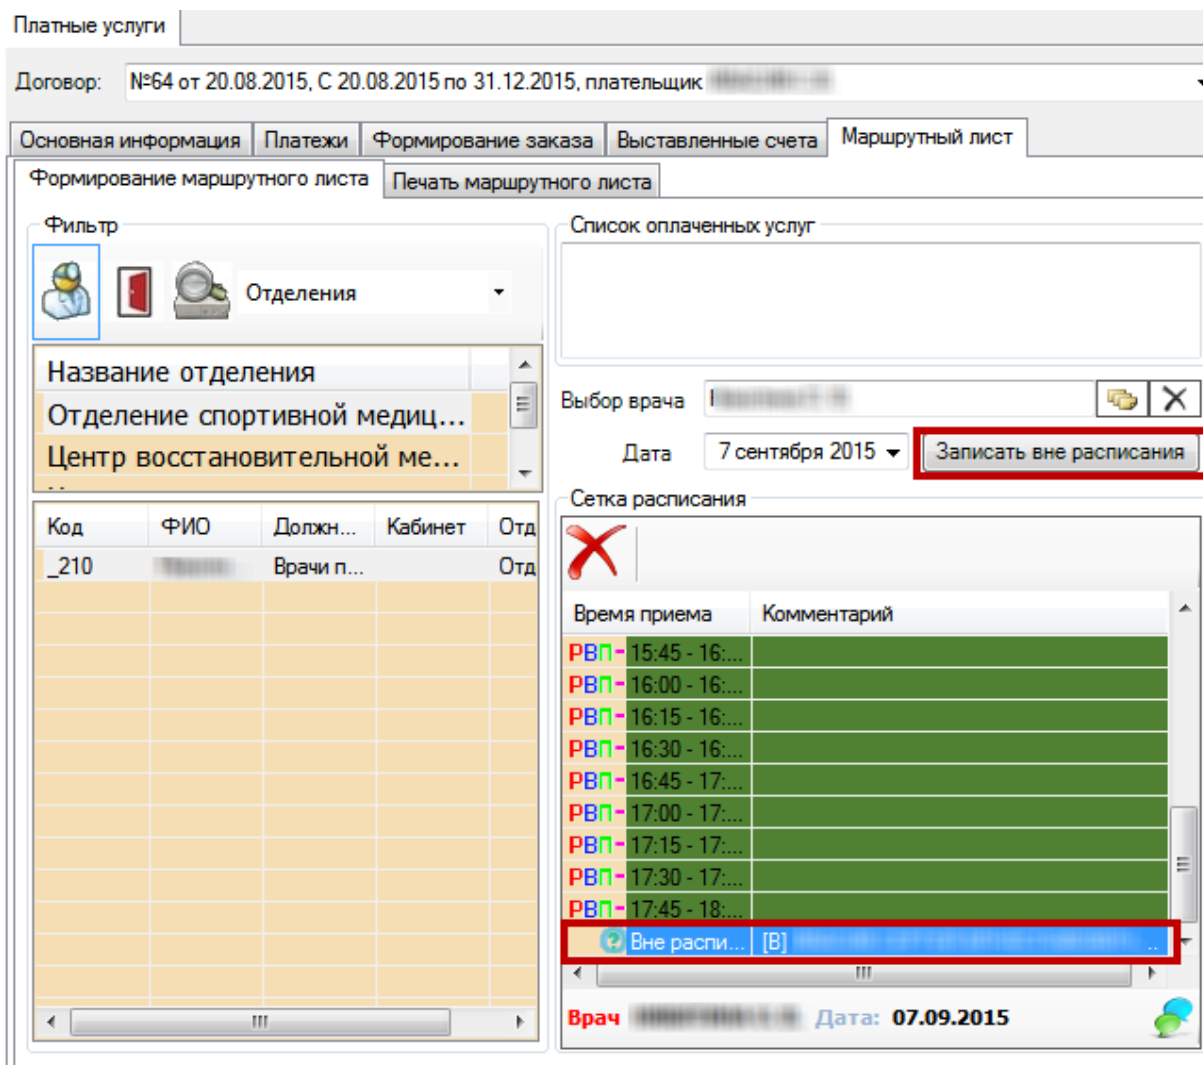 Платные услуги
Договор: №64 от 20.08.2015, С 20.08.2015 по 31.12.2015, плательщик
Основная информация Платежи Формирование заказа Выставленные счета Маршрутный лист
Формирование маршрутного листа Печать маршрутного листа
Фильтр
Отделения
Название отделения
Отделение спортивной медиц...
Центр восстановительной ме...
Код ФИО Должн... Кабинет Отд
_210 Врачи п... Отд
Список оплаченных услуг
Выбор врача
Дата 7 сентября 2015 Записать вне расписания
Сетка расписания
Время приема Комментарий
РВП- 15:45 - 16:...
РВП- 16:00 - 16:...
РВП- 16:15 - 16:...
РВП- 16:30 - 16:...
РВП- 16:45 - 17:...
РВП- 17:00 - 17:...
РВП- 17:15 - 17:...
РВП- 17:30 - 17:...
РВП- 17:45 - 18:...
Вне распи... [В] ..
Врач Дата: 07.09.2015